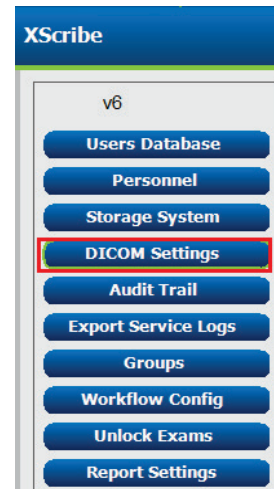 XScribe
v6
Users Database
Personnel
Storage System
DICOM Settings
Audit Trail
Export Service Logs
Groups
Workflow Config
Unlock Exams
Report Settings